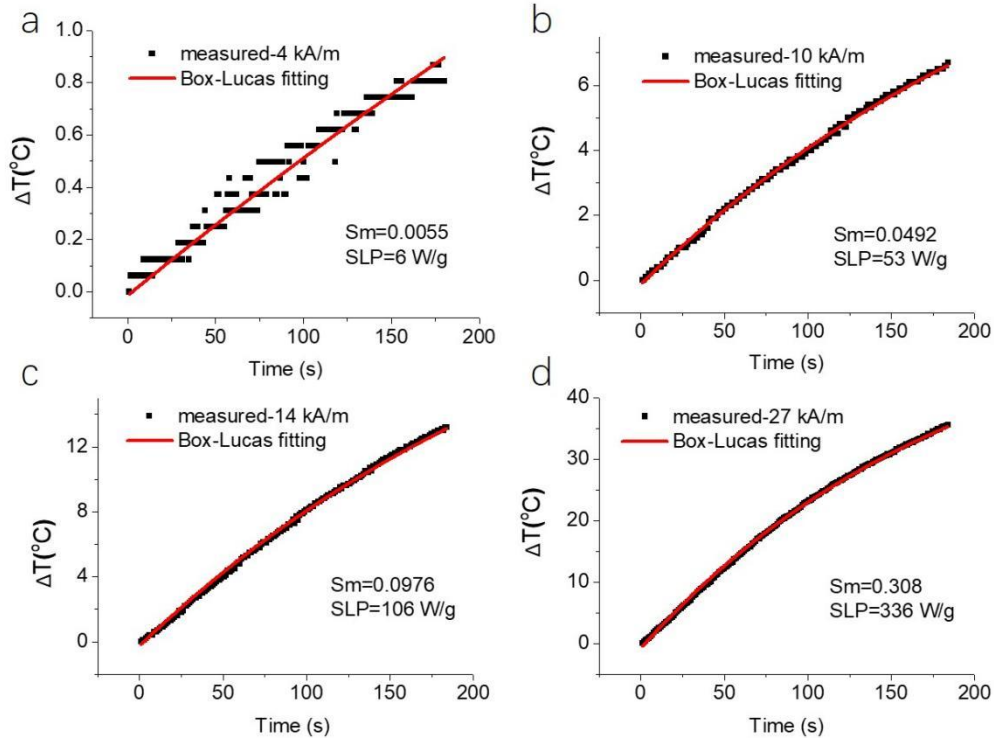 a
measured-4 kA/m
Box-Lucas fitting
ΔT(°C)
1.0
0.8
0.6
0.4
0.2
0.0
Sm=0.0055
SLP=6 W/g
0 50 100 150 200
Time (s)
b
measured-10 kA/m
Box-Lucas fitting
ΔT(°C)
6
4
2
0
Sm=0.0492
SLP=53 W/g
0 50 100 150 200
Time (s)
c
measured-14 kA/m
Box-Lucas fitting
ΔT(°C)
12
8
4
0
Sm=0.0976
SLP=106 W/g
0 50 100 150 200
Time (s)
d
measured-27 kA/m
Box-Lucas fitting
ΔT(°C)
40
30
20
10
0
Sm=0.308
SLP=336 W/g
0 50 100 150 200
Time (s)